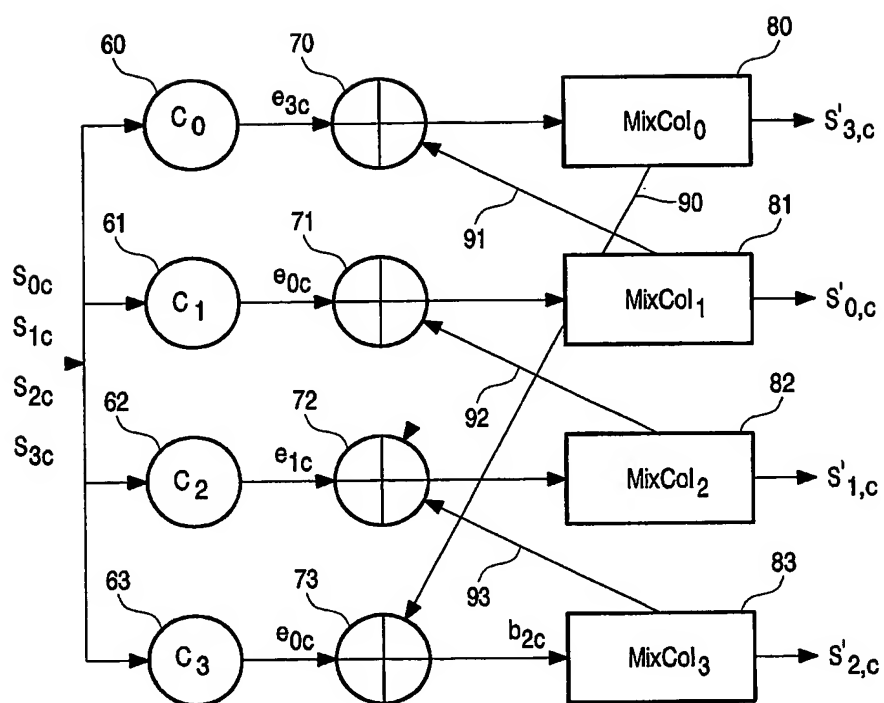 60 70 80
C0 e3c MixCol0 S'3,c
91 90
61 71 81
S0c C1 e0c MixCol1 S'0,c
S1c
S2c 92
62 72 82
S3c C2 e1c MixCol2 S'1,c
93
63 73 83
C3 e0c b2c MixCol3 S'2,c